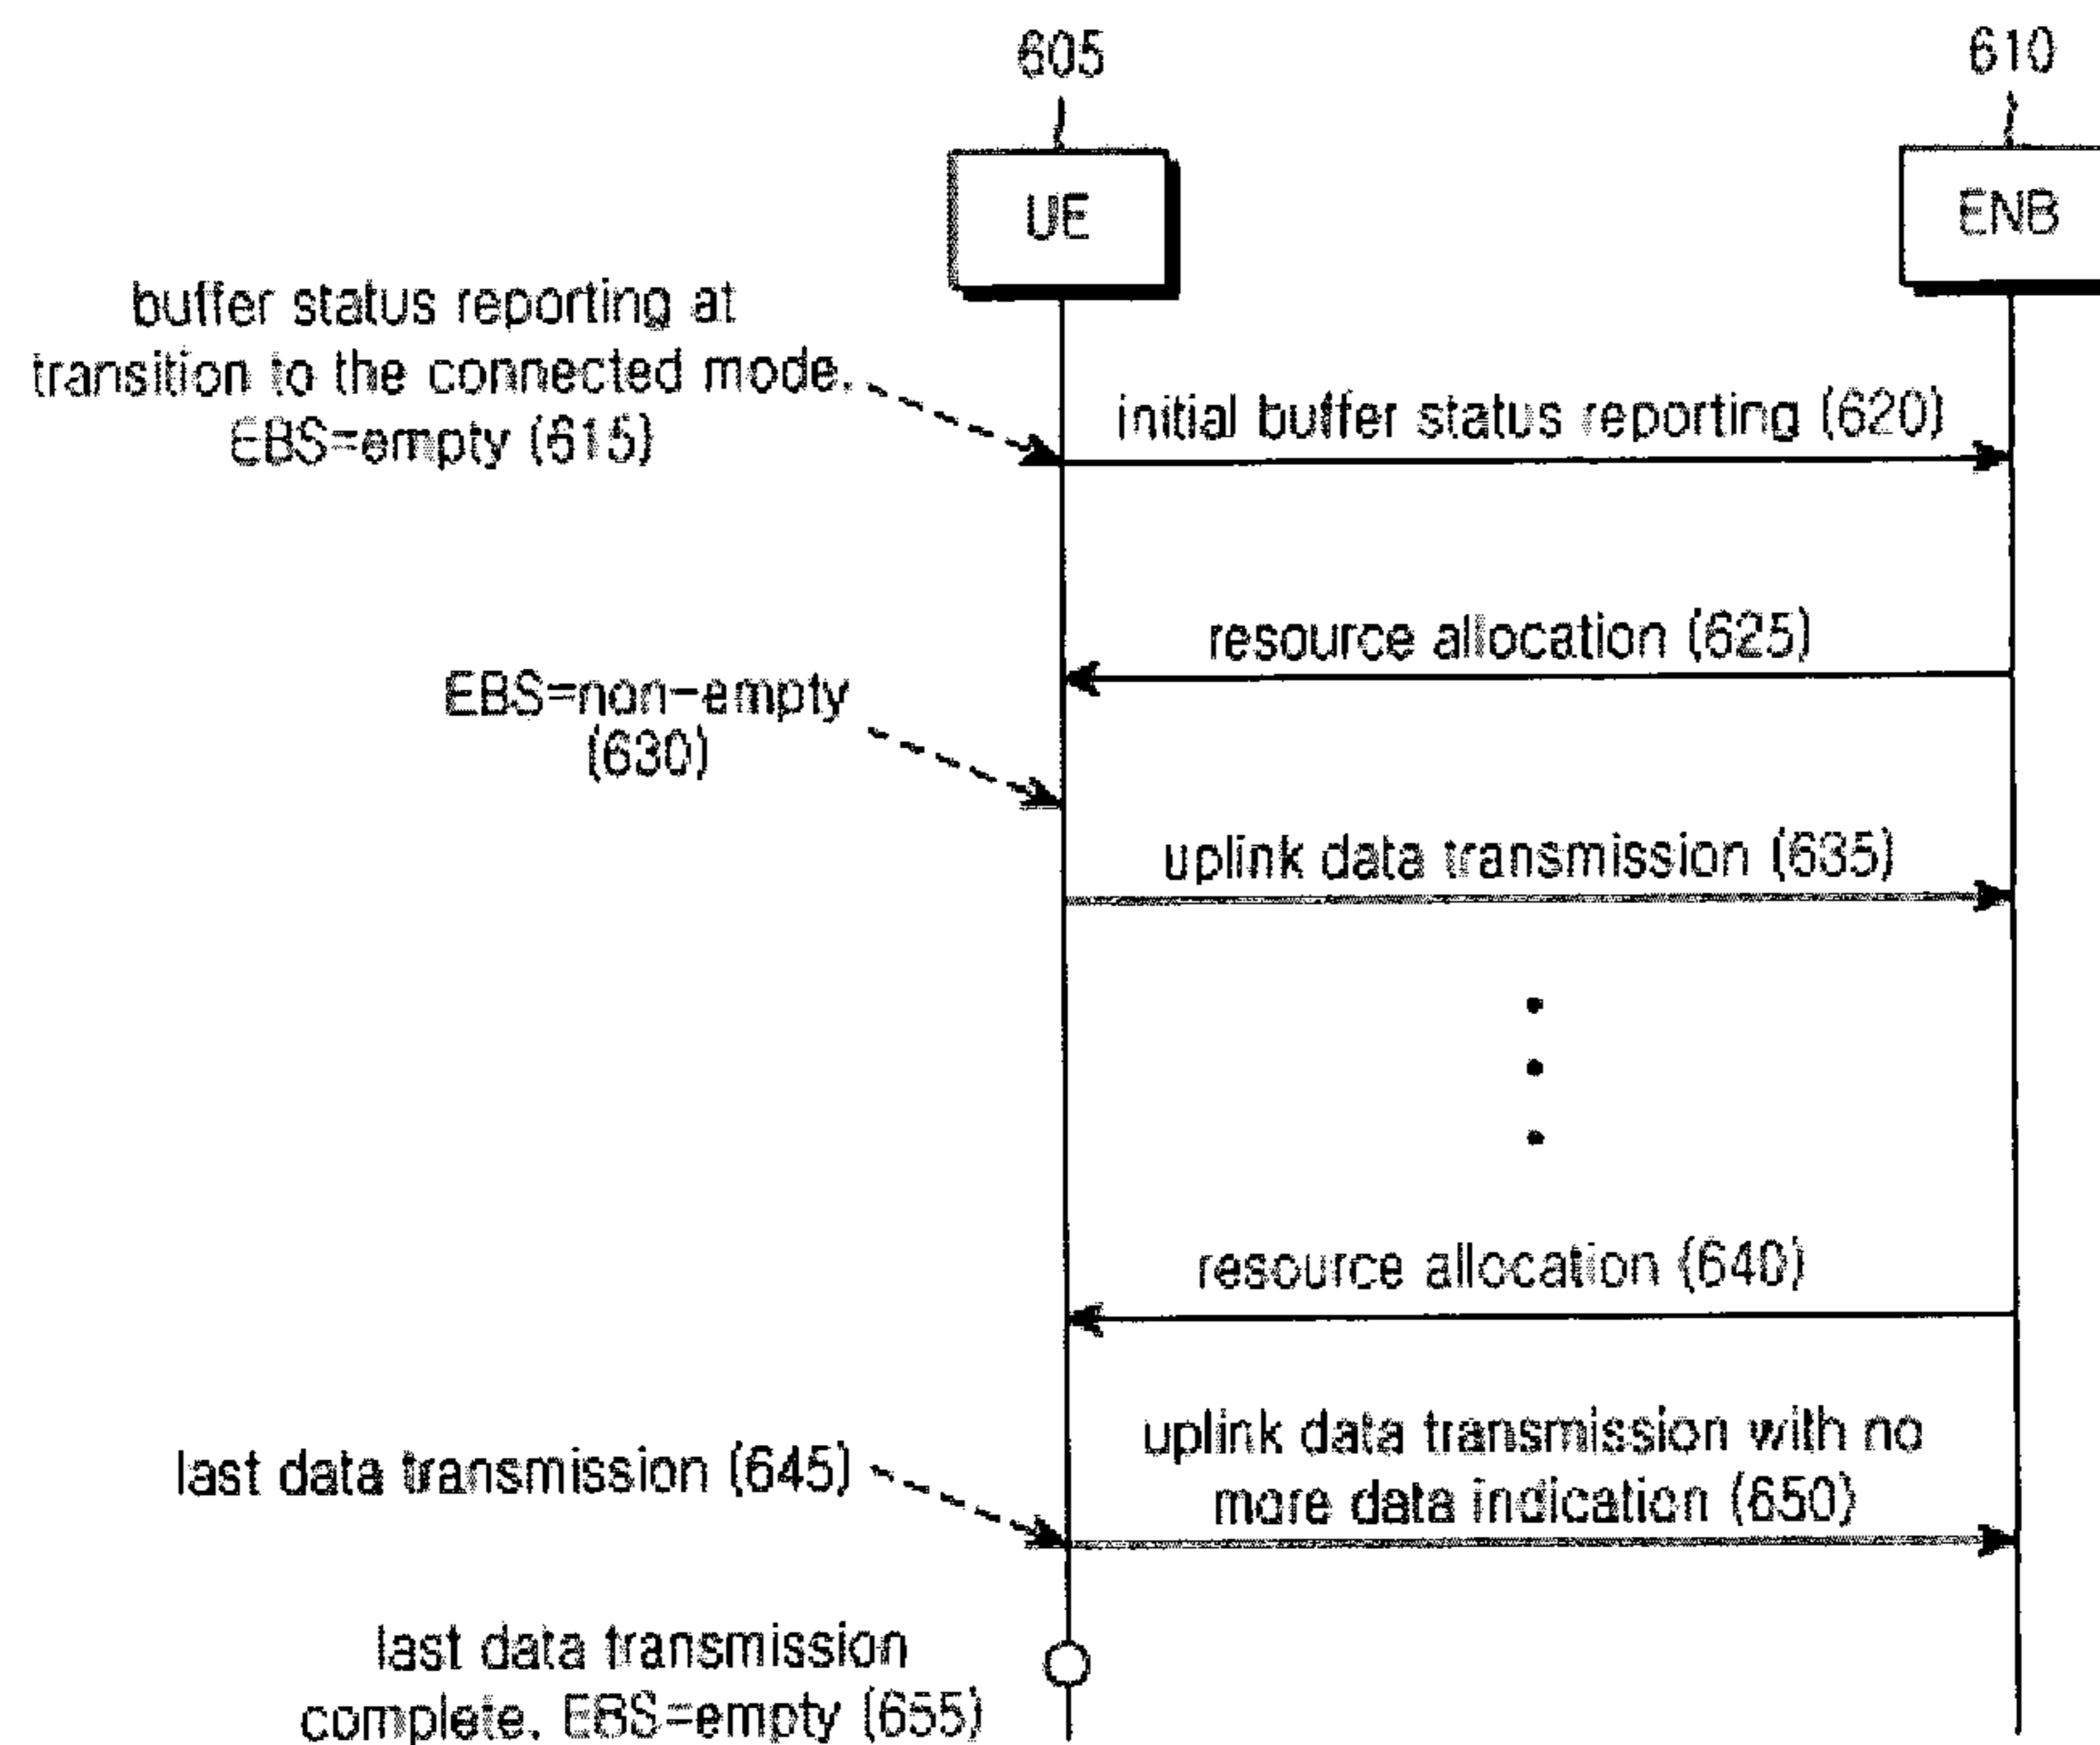 605
610
UE
ENB
buffer status reporting at
transition to the connected mode.
EBS=empty (615)
initial buffer status reporting (620)
resource allocation (625)
EBS=non-empty
(630)
uplink data transmission (635)
resource allocation (640)
uplink data transmission with no
more data indication (650)
last data transmission (645)
last data transmission
complete. EBS=empty (655)